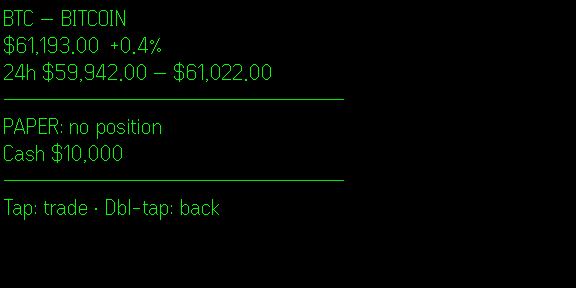 BTC – BITCOIN
$61,193.00 +0.4%
24h $59,942.00 – $61,022.00
PAPER: no position
Cash $10,000
Tap: trade · Dbl-tap: back